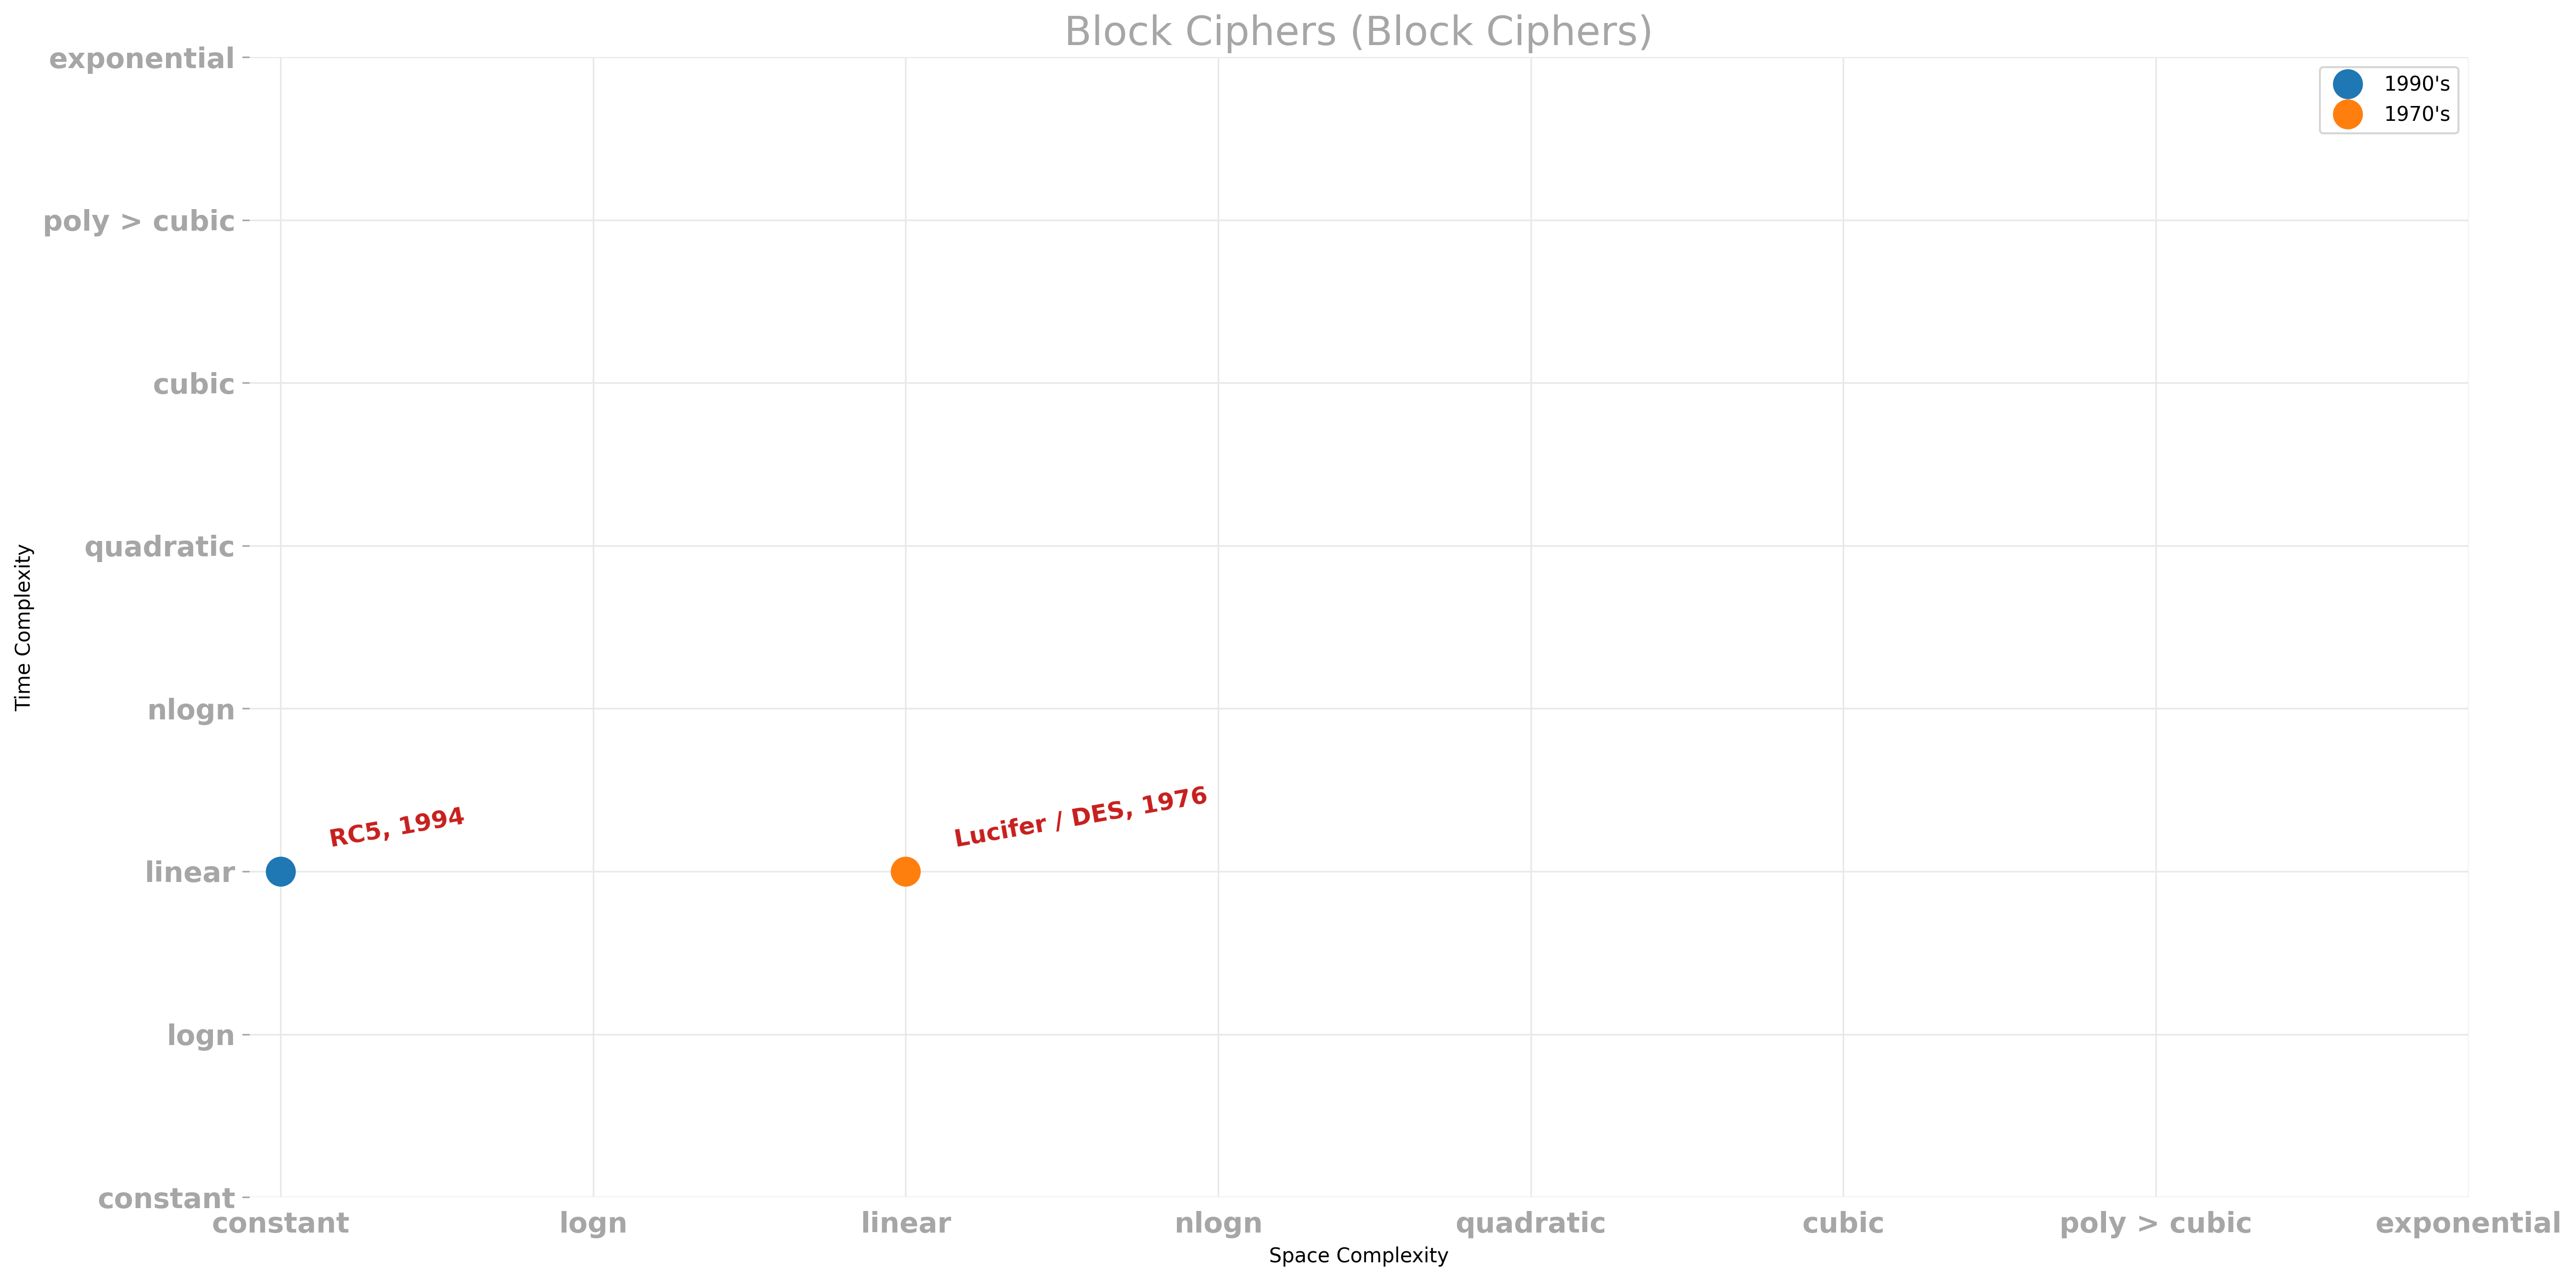 Block Ciphers (Block Ciphers)
exponential
poly > cubic
cubic
quadratic
nlogn
linear
logn
constant
Time Complexity
1990's
1970's
RC5, 1994
Lucifer / DES, 1976
constant
logn
linear
nlogn
quadratic
cubic
poly > cubic
exponential
Space Complexity